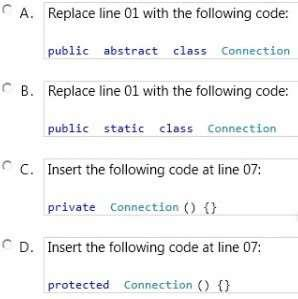 A. Replace line 01 with the following code:
public abstract class Connection
B. Replace line 01 with the following code:
public static class Connection
C. Insert the following code at line 07:
private Connection () {}
D. Insert the following code at line 07:
protected Connection () {}